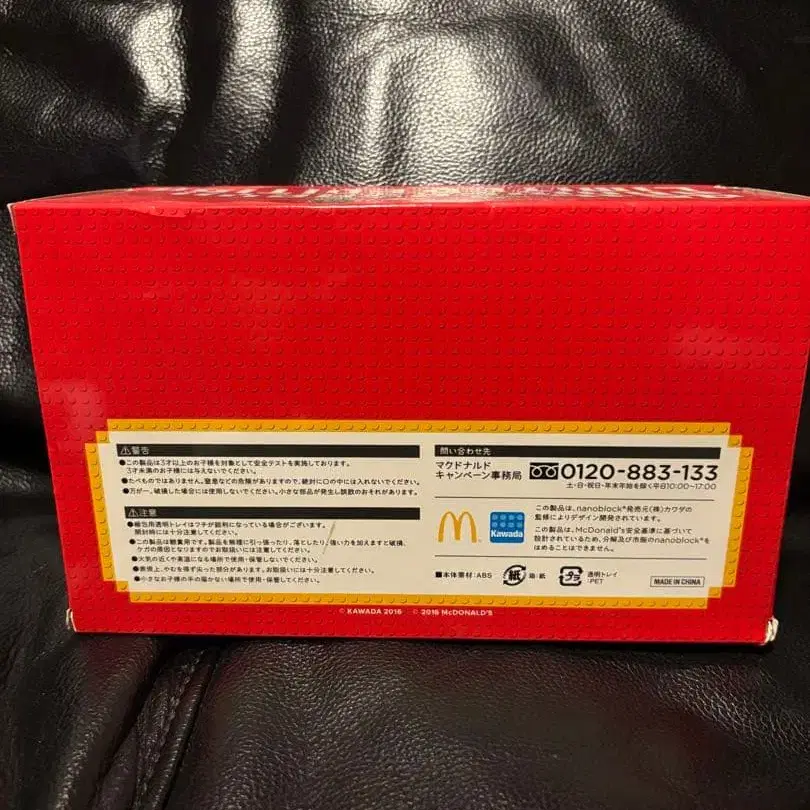 ⚠警告
●この製品は3才以上のお子様を対象として安全テストを実施しております。
3才未満のお子様には与えないでください。
●たべものではありません。窒息などの危険がありますので、絶対に口の中には入れないでください。
●万が一、破損した場合には使用しないでください。小さな部品が発生し誤飲のおそれがあります。
⚠注意
●梱包用透明トレイはフチが鋭利になっている場合がございます。
開封時には十分注意してください。
●この製品は観賞用です。製品を極端に引っ張ったり、落としたり、強い力を加えますと破損、
ケガの原因となりますのでお取扱いには注意してください。
●火気の近くや高温になる場所で使用・保管しないでください。
●表現上、やむを得ず尖った部分があります。お取扱いには十分注意してください。
●小さなお子様の手の届かない場所で使用・保管してください。
問い合わせ先
マクドナルド
キャンペーン事務局
0120-883-133
土・日・祝日・年末年始を除く平日10:00~17:00
Kawada
この製品は、nanoblock®発売元(株)カワダの
監修によりデザイン開発されています。
この製品は、McDonald's安全基準に基づいて
設計されているため、分解及び市販のnanoblock®を
はめることはできません。
■本体素材:ABS
紙
箱:紙
プラ
透明トレイ
:PET
MADE IN CHINA
© KAWADA 2016 © 2016 McDONALD'S